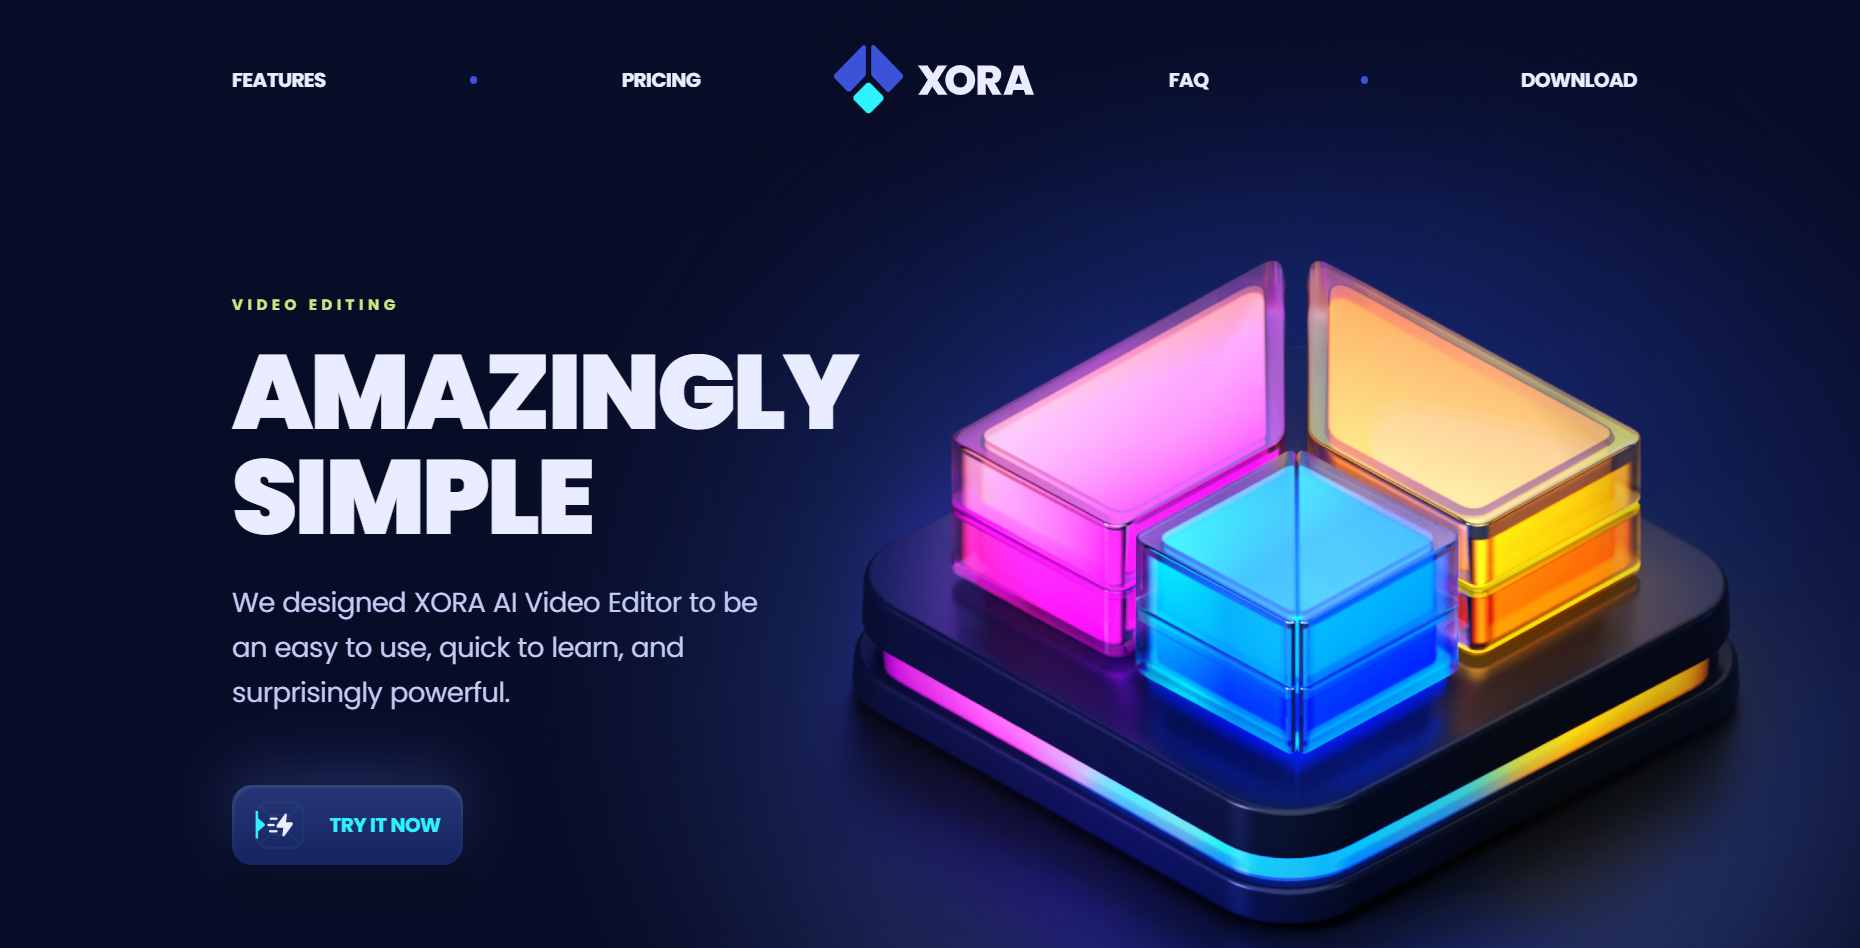 FEATURES
PRICING
XORA
FAQ
DOWNLOAD
VIDEO EDITING
AMAZINGLY
SIMPLE
We designed XORA AI Video Editor to be
an easy to use, quick to learn, and
surprisingly powerful.
TRY IT NOW